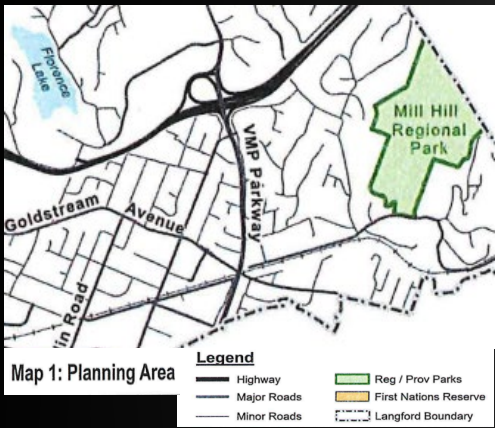 Florence
Lake
Mill Hill
Regional
Park
VMP Parkway
Goldstream Avenue
in Road
Map 1: Planning Area
Legend
Highway
Major Roads
Minor Roads
Reg / Prov Parks
First Nations Reserve
Langford Boundary